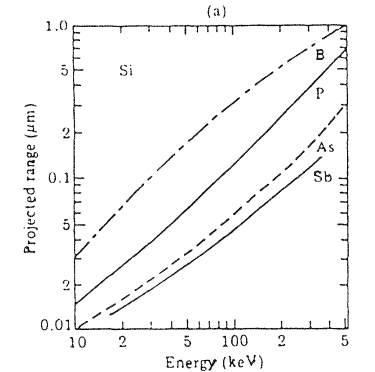 (a)
1.0
B
Si
5
P
2
As
0.1
Sb
5
2
0.01
10 2 5 100 2 5
Energy (keV)
Projected range (μm)